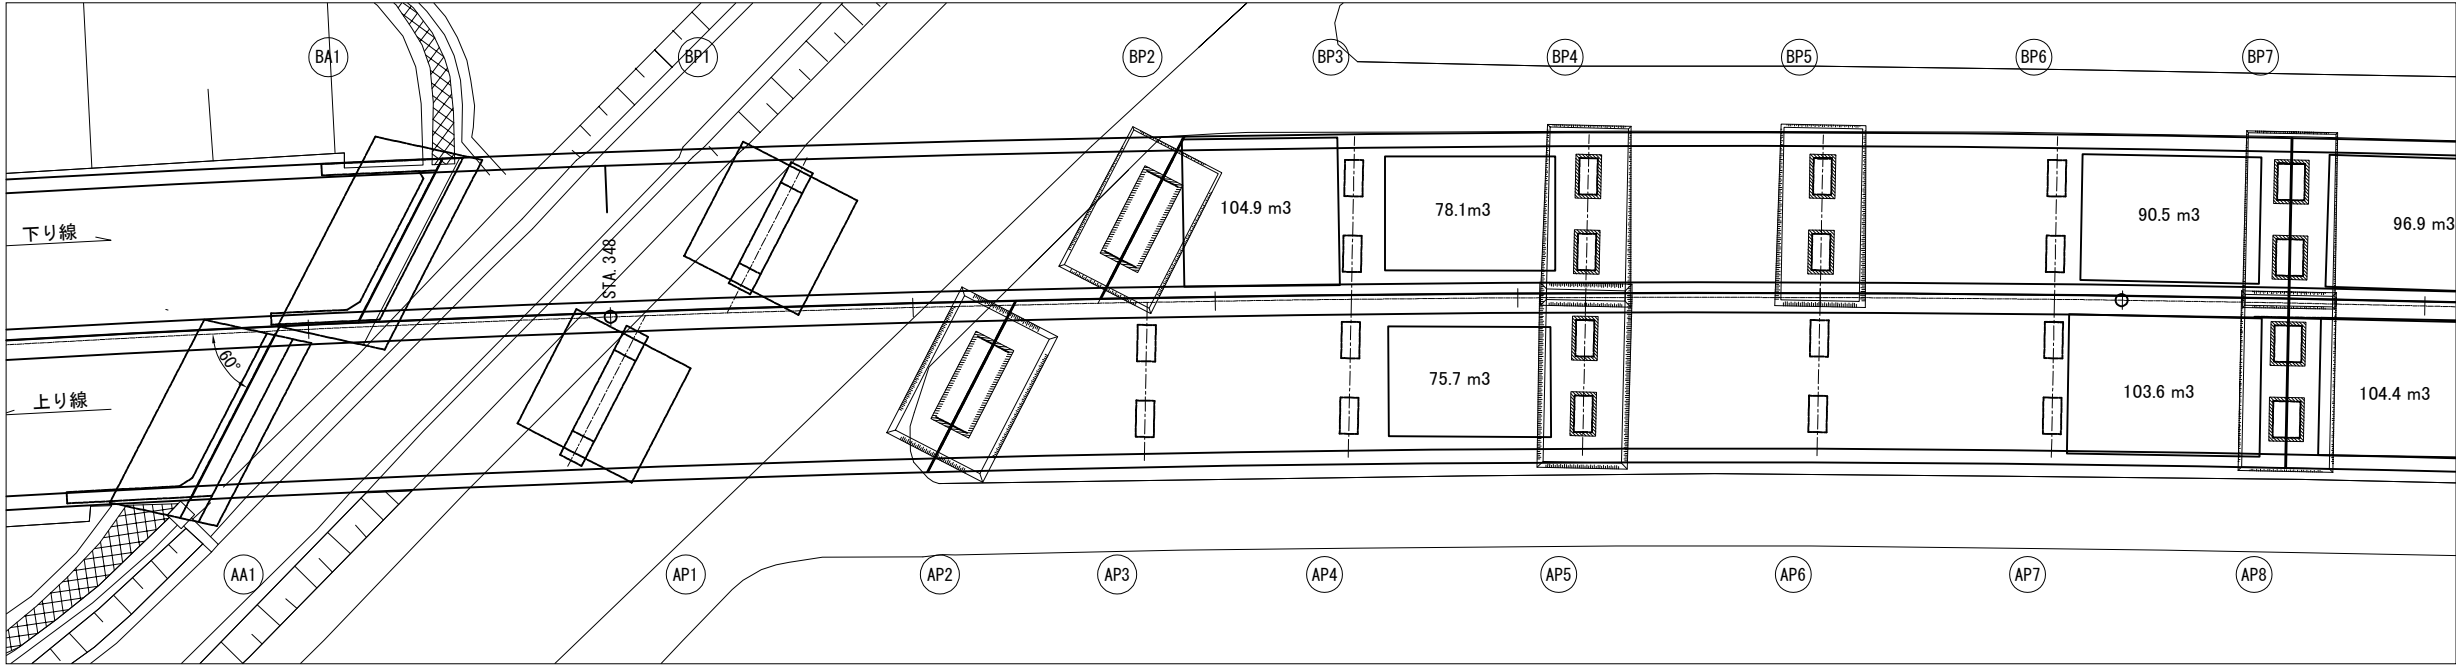 BA1
BP1
BP2
BP3
BP4
BP5
BP6
BP7
下り線
STA. 348
104.9 m3
78.1m3
90.5 m3
96.9 m3
60°
上り線
75.7 m3
103.6 m3
104.4 m3
AA1
AP1
AP2
AP3
AP4
AP5
AP6
AP7
AP8